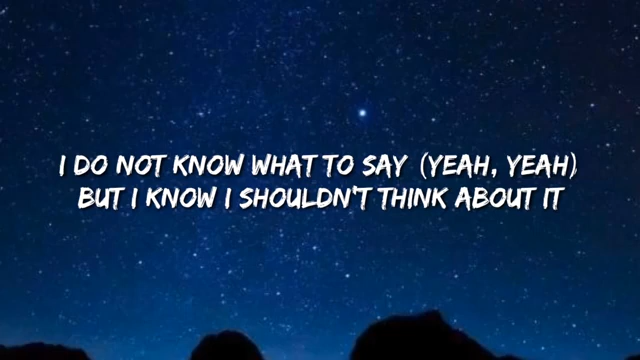 I DO NOT KNOW WHAT TO SAY (YEAH, YEAH)
BUT I KNOW I SHOULDN'T THINK ABOUT IT